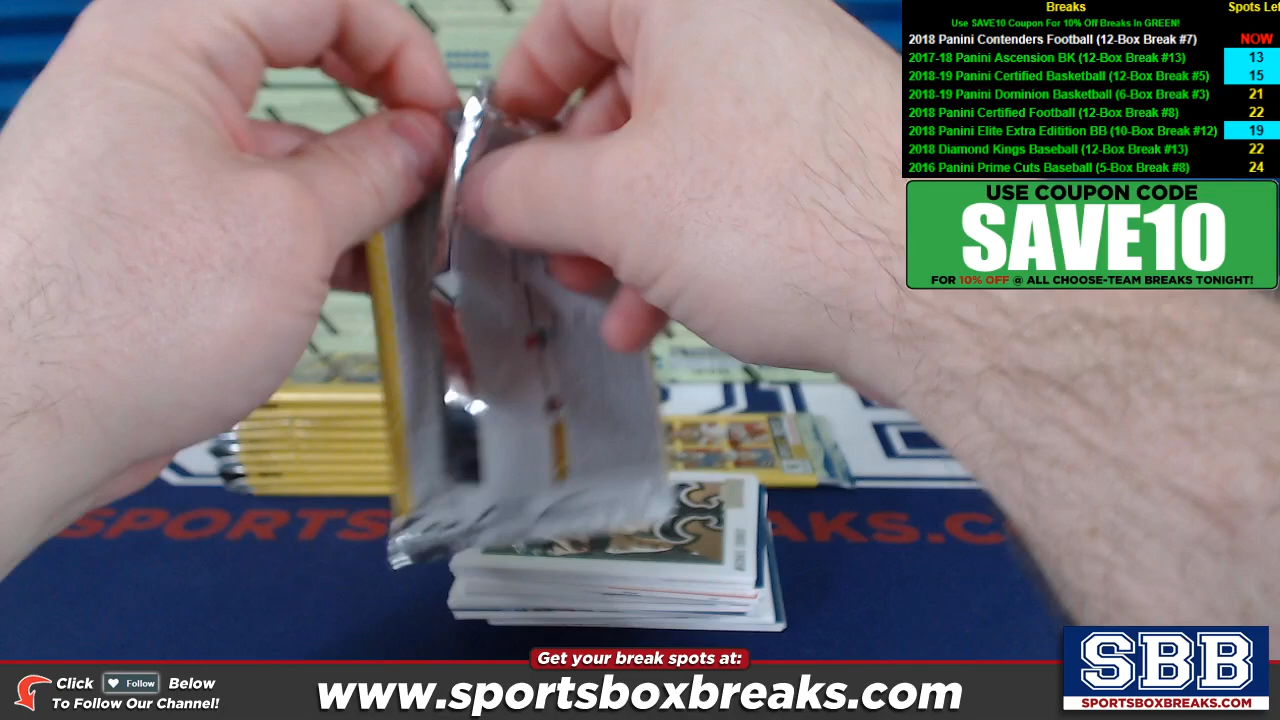 Breaks Spots Lef
Use SAVE10 Coupon For 10% Off Breaks In GREEN!
2018 Panini Contenders Football (12-Box Break #7) NOW
2017-18 Panini Ascension BK (12-Box Break #13) 13
2018-19 Panini Certified Basketball (12-Box Break #5) 15
2018-19 Panini Dominion Basketball (6-Box Break #3) 21
2018 Panini Certified Football (12-Box Break #8) 22
2018 Panini Elite Extra Edition BB (10-Box Break #12) 19
2018 Diamond Kings Baseball (12-Box Break #13) 22
2016 Panini Prime Cuts Baseball (5-Box Break #8) 24
USE COUPON CODE
SAVE10
FOR 10% OFF @ ALL CHOOSE-TEAM BREAKS TONIGHT!
SPORTS AKS.C
Get your break spots at:
Click Follow Below
To Follow Our Channel!
www.sportsboxbreaks.com
SBB
SPORTSBOXBREAKS.COM